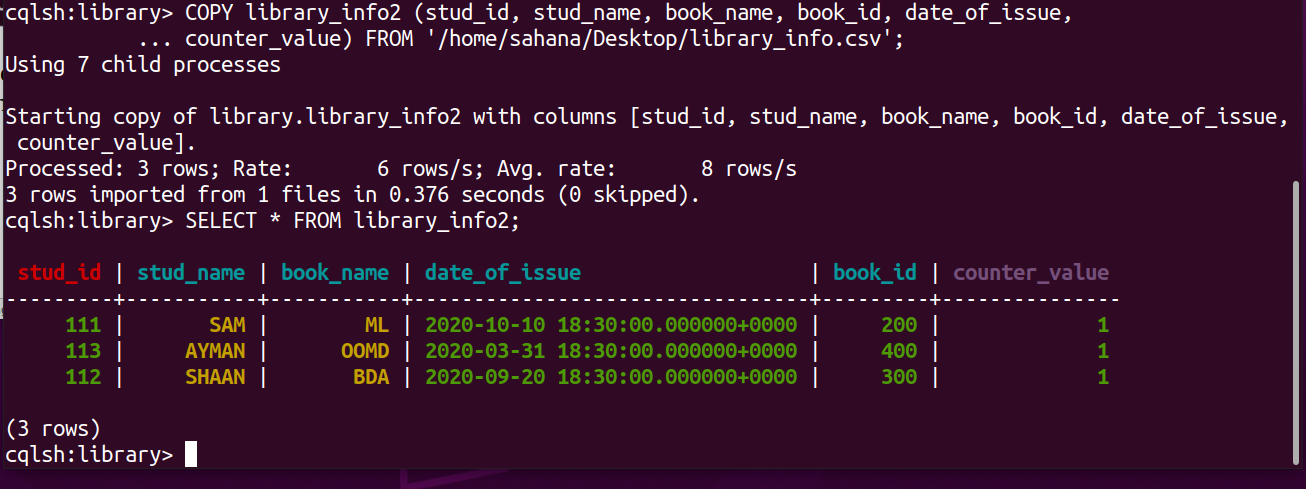 cqlsh:library> COPY library_info2 (stud_id, stud_name, book_name, book_id, date_of_issue,
... counter_value) FROM '/home/sahana/Desktop/library_info.csv';
Using 7 child processes
Starting copy of library.library_info2 with columns [stud_id, stud_name, book_name, book_id, date_of_issue,
counter_value].
Processed: 3 rows; Rate:       6 rows/s; Avg. rate:       8 rows/s
3 rows imported from 1 files in 0.376 seconds (0 skipped).
cqlsh:library> SELECT * FROM library_info2;
 stud_id | stud_name | book_name | date_of_issue                   | book_id | counter_value
---------+-----------+-----------+---------------------------------+---------+---------------
     111 |       SAM |        ML | 2020-10-10 18:30:00.000000+0000 |     200 |             1
     113 |     AYMAN |      OOMD | 2020-03-31 18:30:00.000000+0000 |     400 |             1
     112 |     SHAAN |       BDA | 2020-09-20 18:30:00.000000+0000 |     300 |             1
(3 rows)
cqlsh:library>